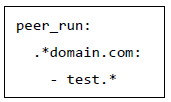 peer_run:
  .*domain.com:
    - test.*